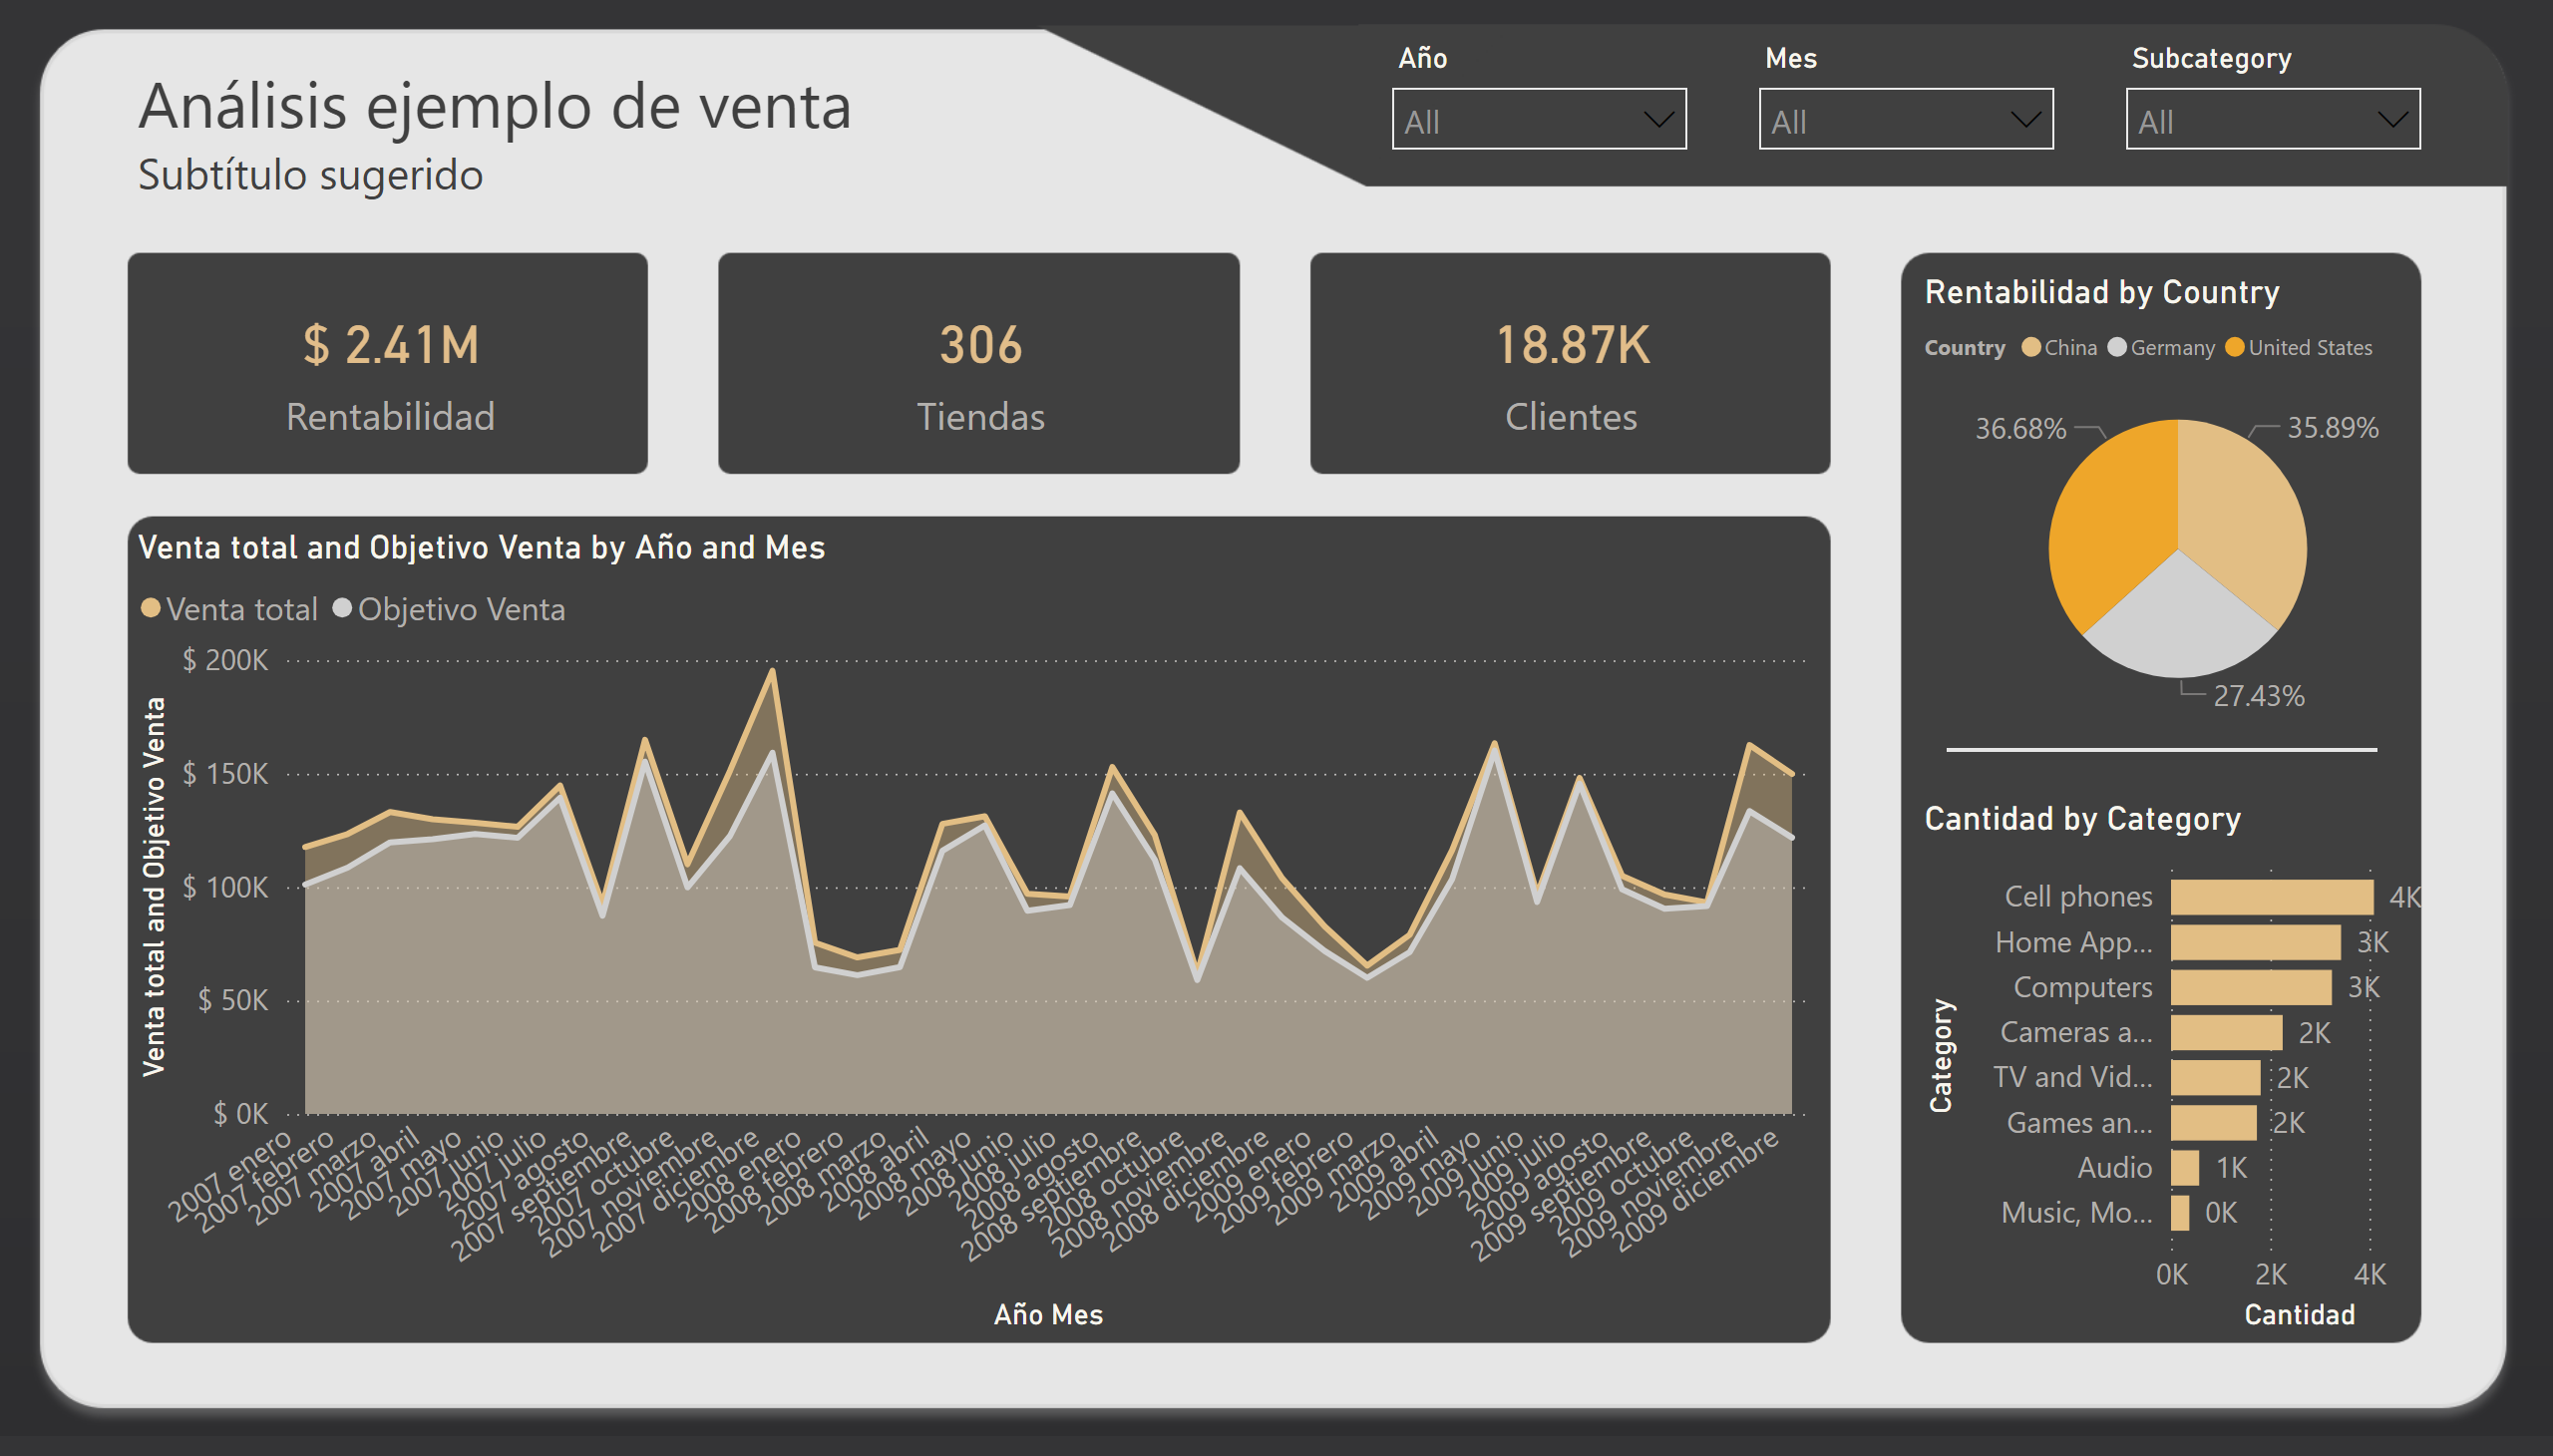 Análisis ejemplo de venta
Subtítulo sugerido
Año
Mes
Subcategory
All
All
All
$ 2.41M
Rentabilidad
306
Tiendas
18.87K
Clientes
Venta total and Objetivo Venta by Año and Mes
Venta total
Objetivo Venta
Venta total and Objetivo Venta
$ 200K
$ 150K
$ 100K
$ 50K
$ 0K
2007 enero
2007 febrero
2007 marzo
2007 abril
2007 mayo
2007 junio
2007 julio
2007 agosto
2007 septiembre
2007 octubre
2007 noviembre
2007 diciembre
2008 enero
2008 febrero
2008 marzo
2008 abril
2008 mayo
2008 junio
2008 julio
2008 agosto
2008 septiembre
2008 octubre
2008 noviembre
2008 diciembre
2009 enero
2009 febrero
2009 marzo
2009 abril
2009 mayo
2009 junio
2009 julio
2009 agosto
2009 septiembre
2009 octubre
2009 noviembre
2009 diciembre
Año Mes
Rentabilidad by Country
Country China Germany United States
36.68%
35.89%
27.43%
Cantidad by Category
Category
Cell phones 4K
Home App... 3K
Computers 3K
Cameras a... 2K
TV and Vid... 2K
Games an... 2K
Audio 1K
Music, Mo... 0K
0K 2K 4K
Cantidad